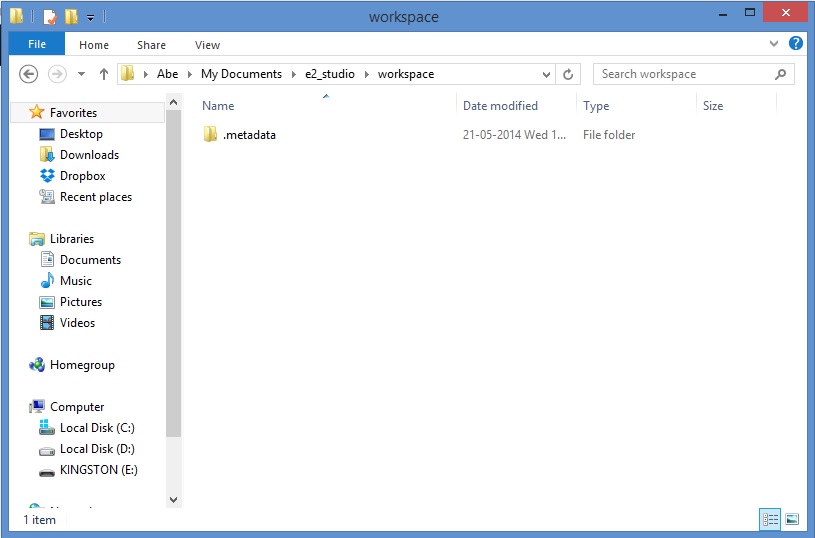 workspace
File Home Share View
Abe My Documents e2_studio workspace
Search workspace
Name Date modified Type Size
.metadata 21-05-2014 Wed 1... File folder
Favorites
Desktop
Downloads
Dropbox
Recent places
Libraries
Documents
Music
Pictures
Videos
Homegroup
Computer
Local Disk (C:)
Local Disk (D:)
KINGSTON (E:)
1 item